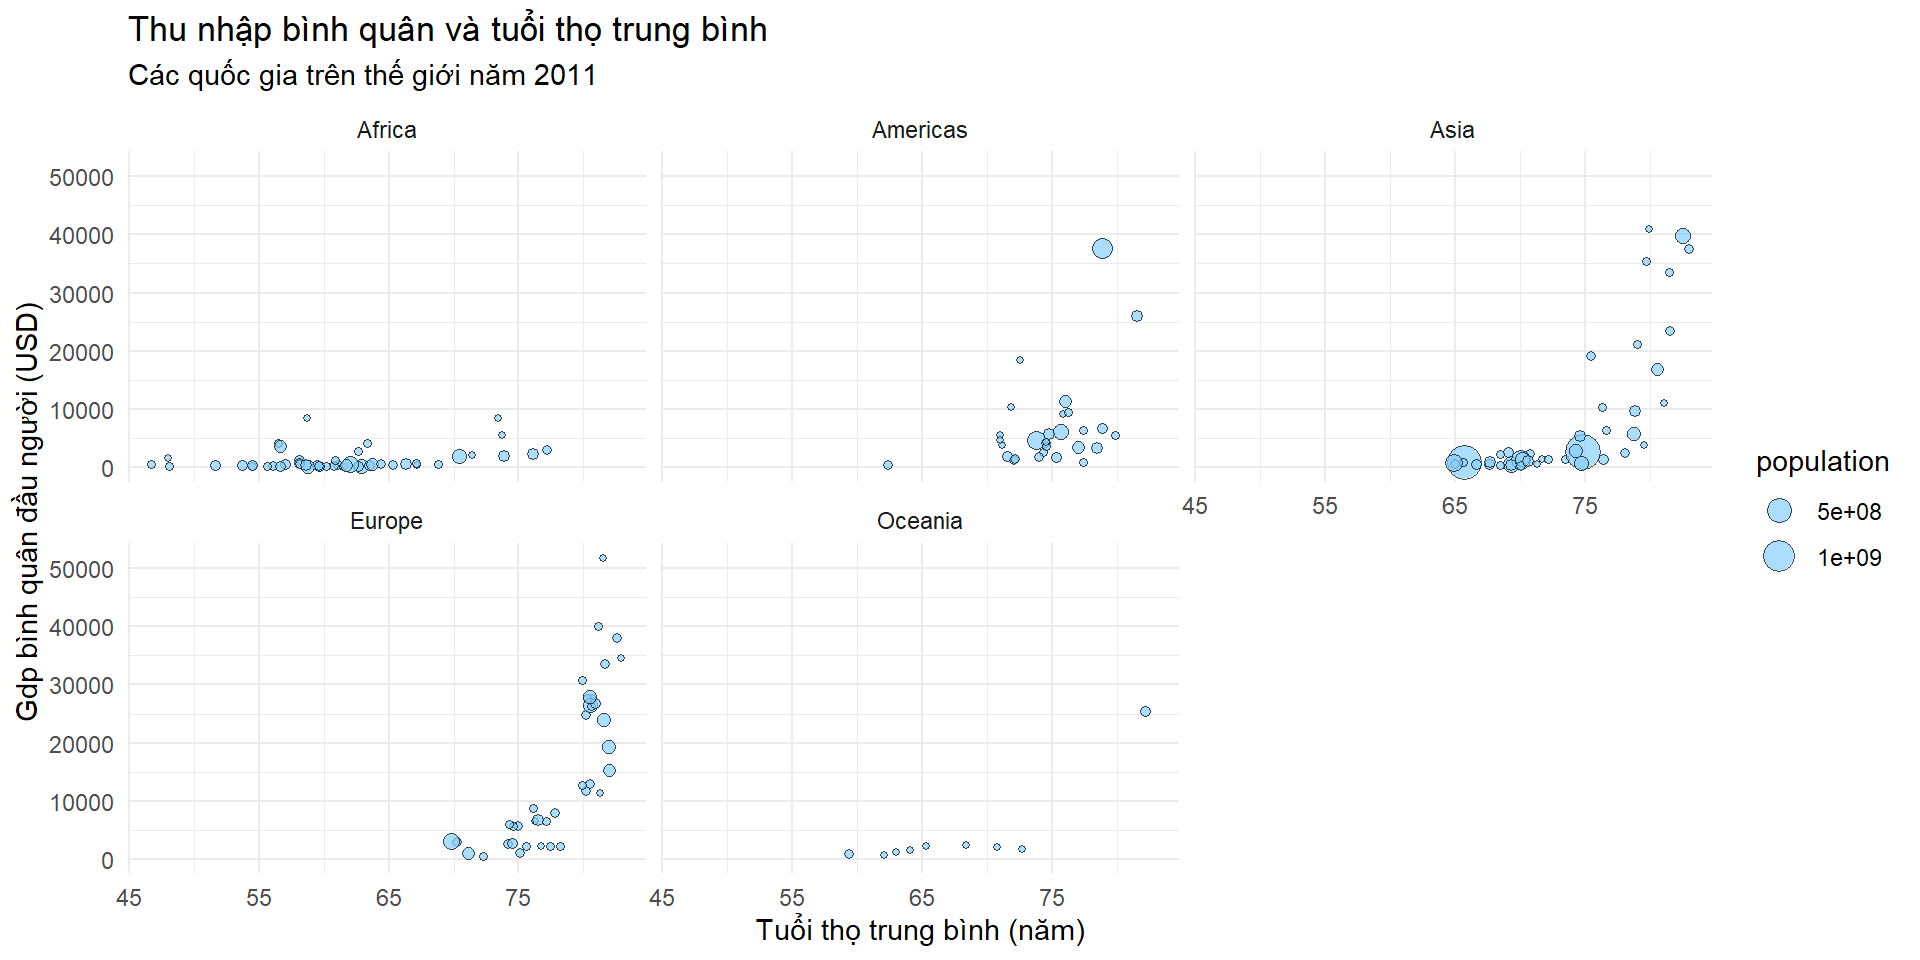 Thu nhập bình quân và tuổi thọ trung bình
Các quốc gia trên thế giới năm 2011
Africa
Americas
Asia
50000
40000
30000
20000
10000
0
45
55
65
75
Europe
Oceania
50000
40000
30000
20000
10000
0
45
55
65
75
45
55
65
75
Gdp bình quân đầu người (USD)
Tuổi thọ trung bình (năm)
population
5e+08
1e+09